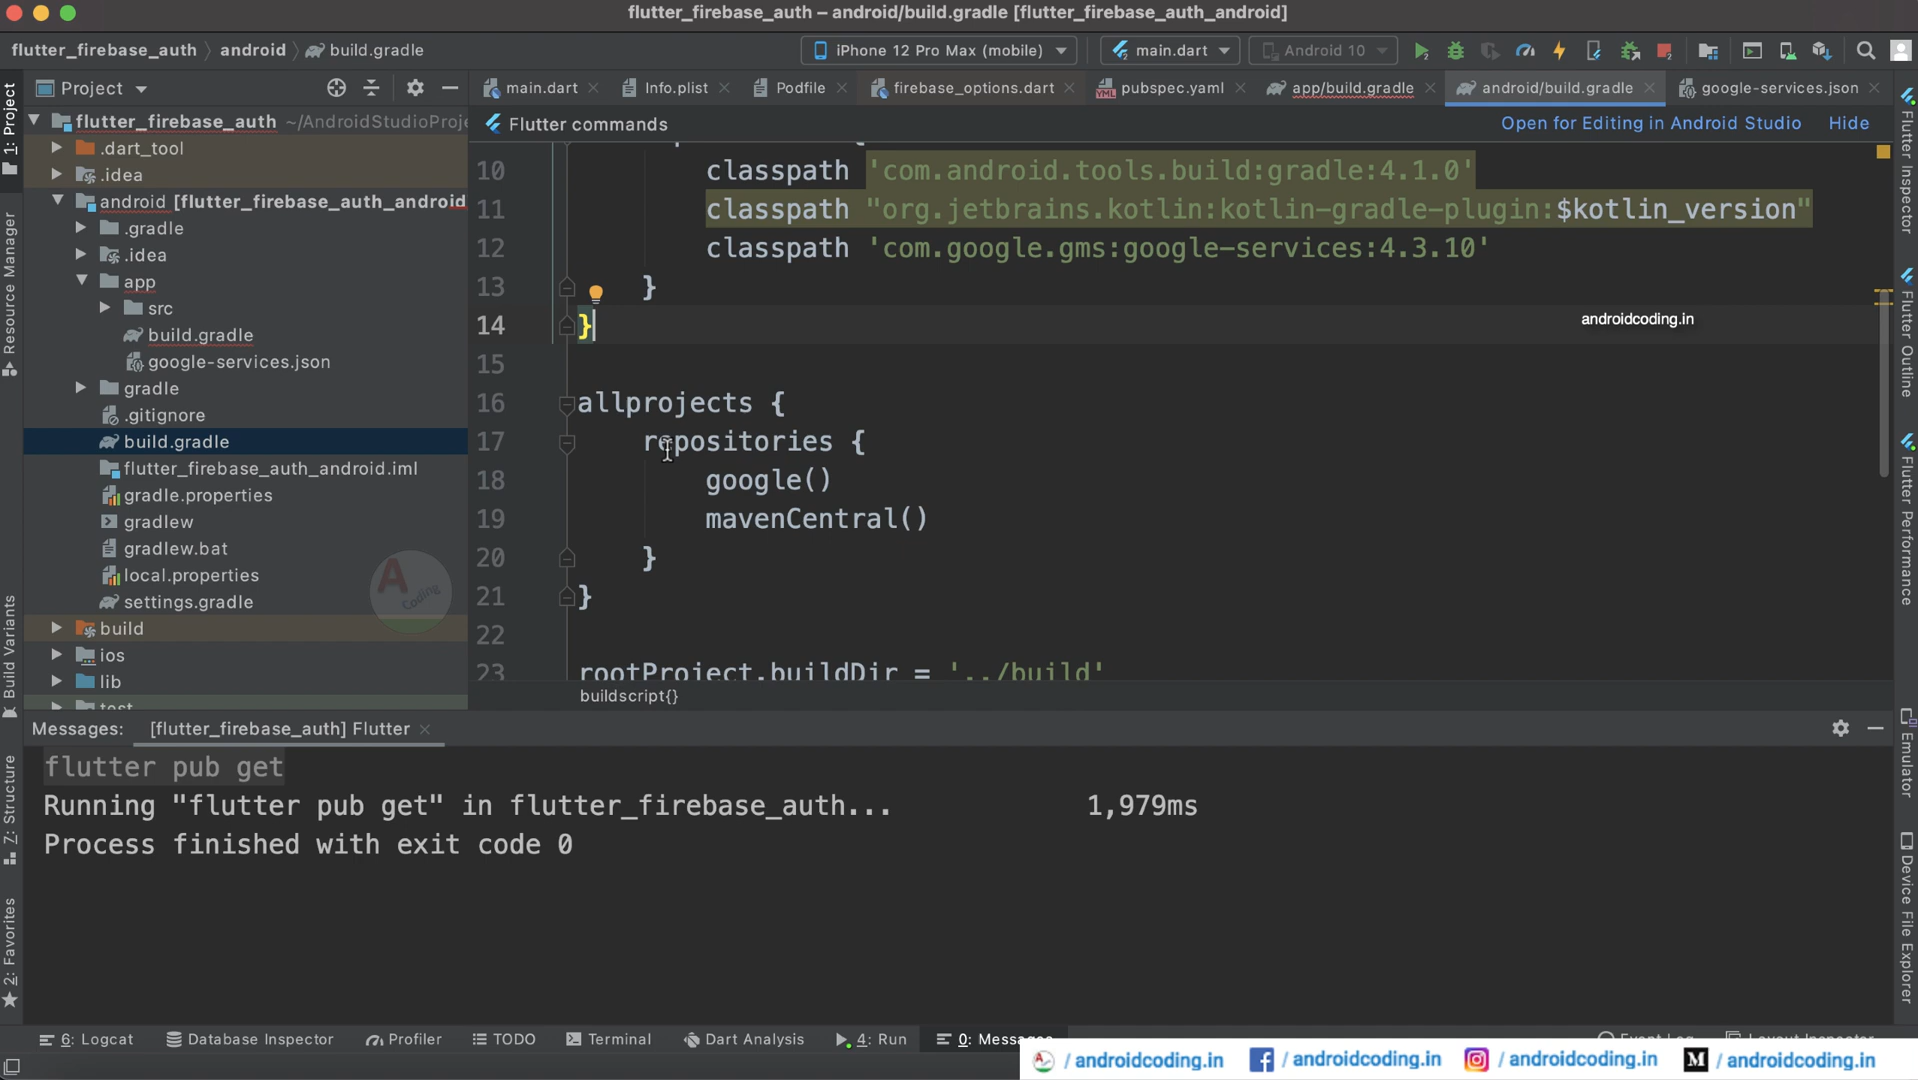 flutter_firebase_auth – android/build.gradle [flutter_firebase_auth_android]
flutter_firebase_auth android build.gradle
iPhone 12 Pro Max (mobile) main.dart Android 10
1: Project
Resource Manager
Build Variants
7: Structure
2: Favorites
Project
flutter_firebase_auth ~/AndroidStudioProje
.dart_tool
.idea
android [flutter_firebase_auth_android
.gradle
.idea
app
src
build.gradle
google-services.json
gradle
.gitignore
build.gradle
flutter_firebase_auth_android.iml
gradle.properties
gradlew
gradlew.bat
local.properties
settings.gradle
build
ios
lib
test
A
Coding
main.dart Info.plist Podfile firebase_options.dart pubspec.yaml app/build.gradle android/build.gradle google-services.json
Flutter commands Open for Editing in Android Studio Hide
10 classpath 'com.android.tools.build:gradle:4.1.0'
11 classpath "org.jetbrains.kotlin:kotlin-gradle-plugin:$kotlin_version"
12 classpath 'com.google.gms:google-services:4.3.10'
13 }
14 }
androidcoding.in
15
16 allprojects {
17 repositories {
18 google()
19 mavenCentral()
20 }
21 }
22
23 rootProject.buildDir = '../build'
buildscript{}
Flutter Inspector
Flutter Outline
Flutter Performance
Emulator
Device File Explorer
Messages: [flutter_firebase_auth] Flutter
flutter pub get
Running "flutter pub get" in flutter_firebase_auth... 1,979ms
Process finished with exit code 0
6: Logcat Database Inspector Profiler TODO Terminal Dart Analysis 4: Run 0: Messages Event Log Layout Inspector
/ androidcoding.in / androidcoding.in / androidcoding.in / androidcoding.in